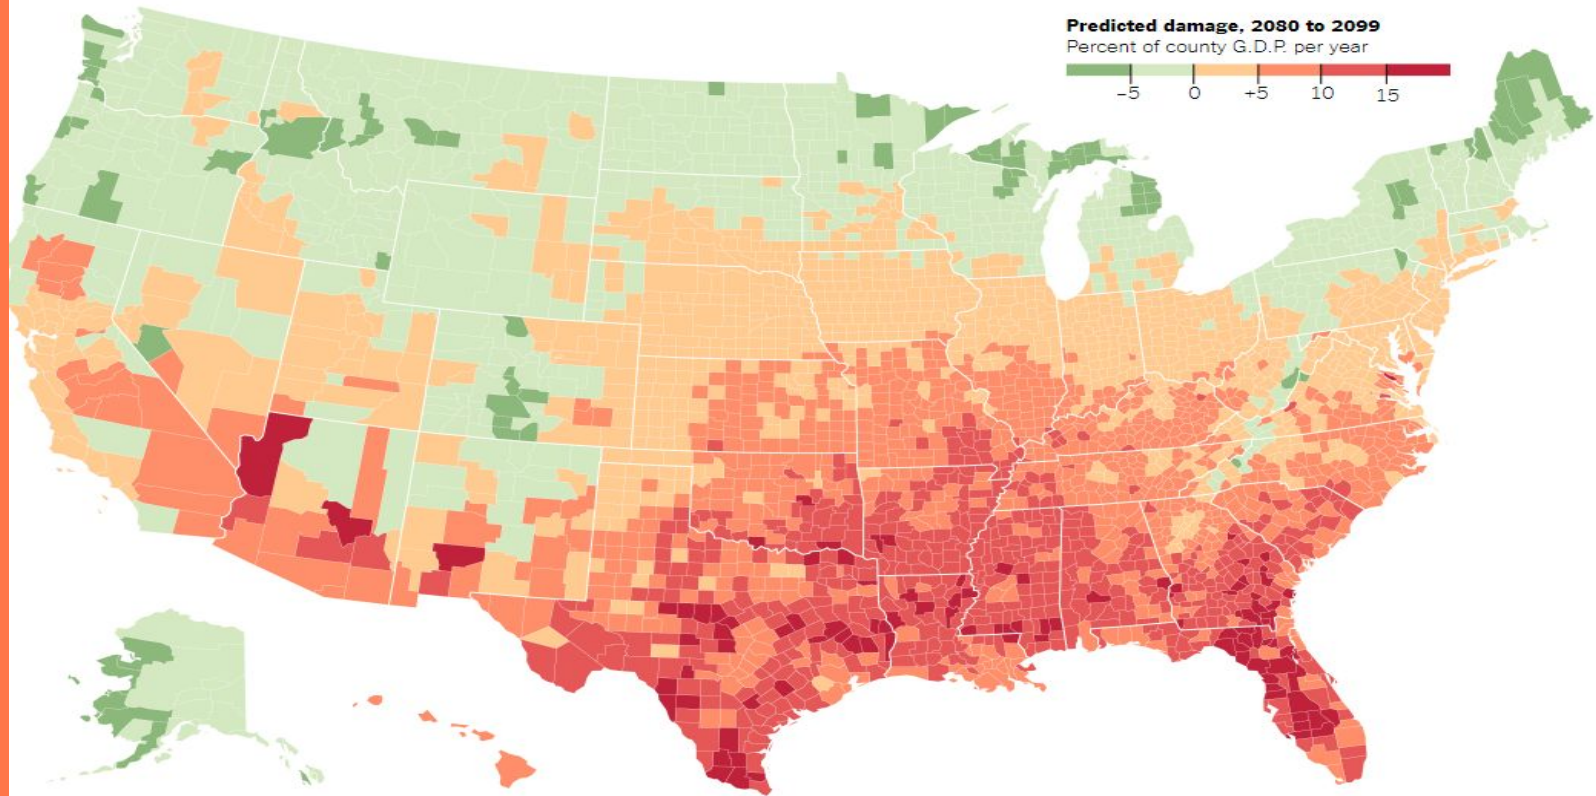 Predicted damage, 2080 to 2099
Percent of county G.D.P. per year
–5 0 +5 10 15